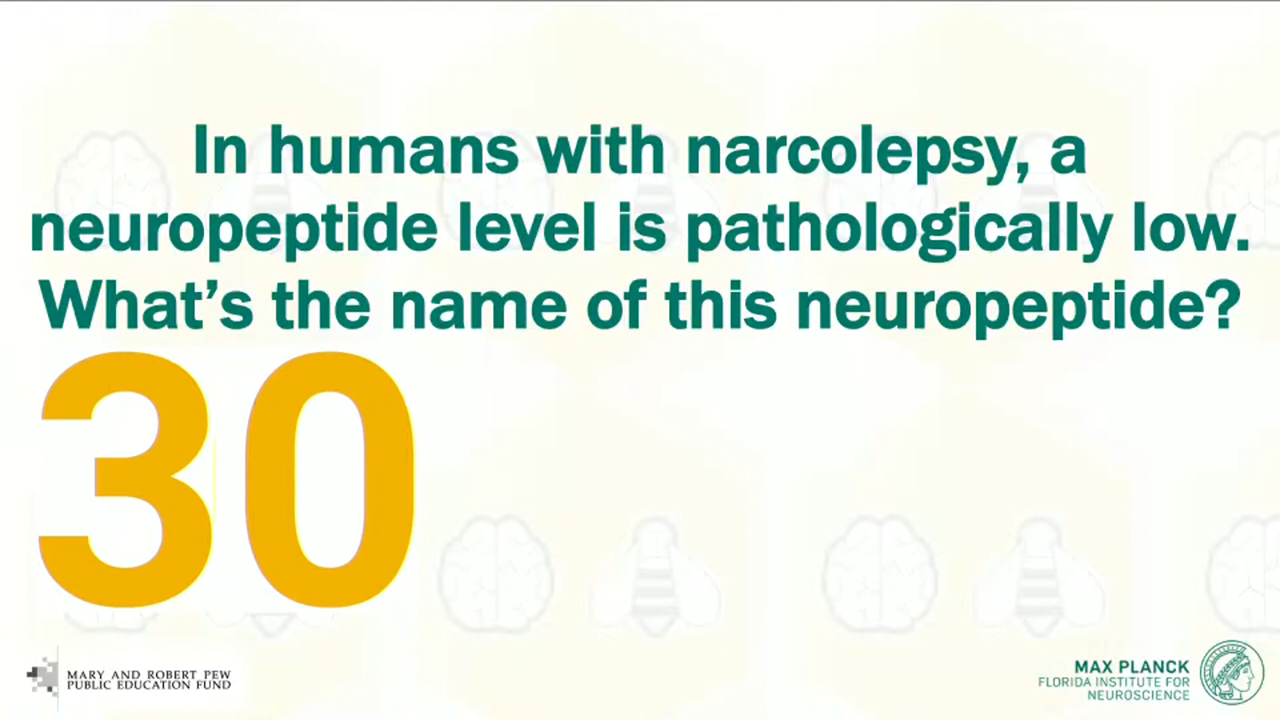 In humans with narcolepsy, a
neuropeptide level is pathologically low.
What’s the name of this neuropeptide?
30
MARY AND ROBERT PEW
PUBLIC EDUCATION FUND
MAX PLANCK
FLORIDA INSTITUTE FOR
NEUROSCIENCE